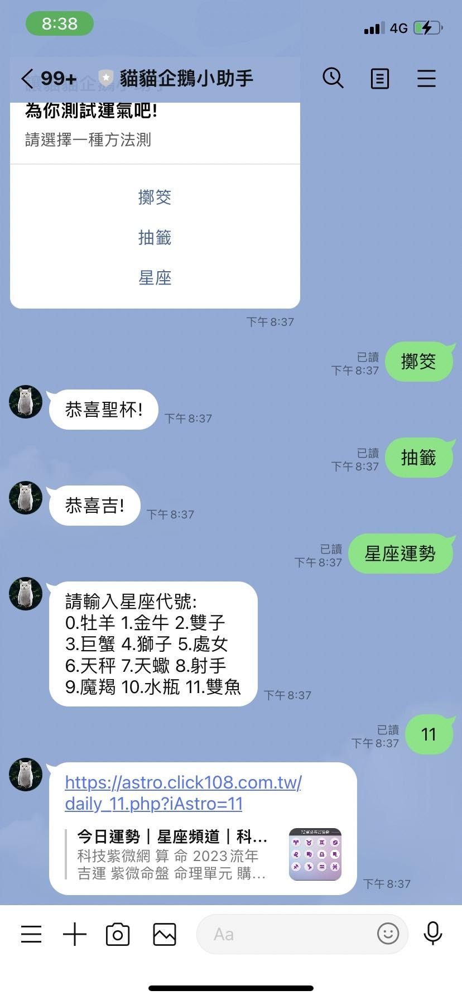 8:38
4G
99+
貓貓企鵝小助手
讓貓貓企鵝小助手
為你測試運氣吧!
請選擇一種方法測
擲筊
抽籤
星座
下午 8:37
已讀
下午 8:37
擲筊
恭喜聖杯!
下午 8:37
已讀
下午 8:37
抽籤
恭喜吉!
下午 8:37
已讀
下午 8:37
星座運勢
請輸入星座代號:
0.牡羊 1.金牛 2.雙子
3.巨蟹 4.獅子 5.處女
6.天秤 7.天蠍 8.射手
9.魔羯 10.水瓶 11.雙魚
下午 8:37
已讀
下午 8:37
11
https://astro.click108.com.tw/
daily_11.php?iAstro=11
今日運勢｜星座頻道｜科...
科技紫微網 算 命 2023流年
吉運 紫微命盤 命理單元 購...
下午 8:37
Aa